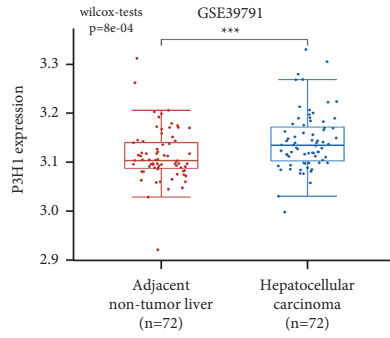 wilcox-tests
p=8e-04
GSE39791
***
P3H1 expression
3.3
3.2
3.1
3.0
2.9
Adjacent
non-tumor liver
(n=72)
Hepatocellular
carcinoma
(n=72)